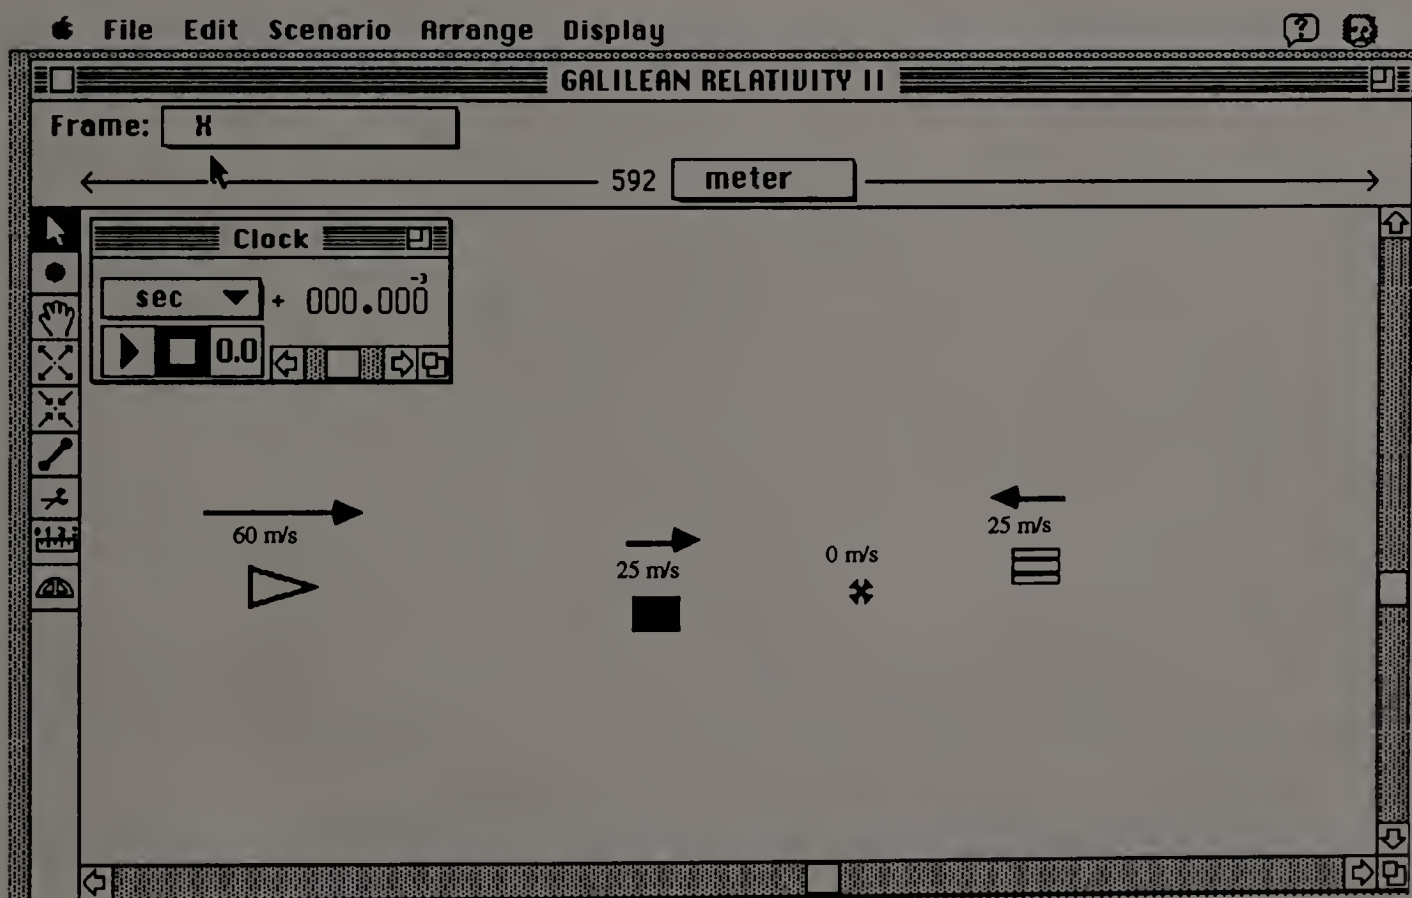 File Edit Scenario Arrange Display
GALILEAN RELATIVITY II
Frame: X
592 meter
Clock
sec + 000.000 -3
0.0
60 m/s
25 m/s
0 m/s
25 m/s